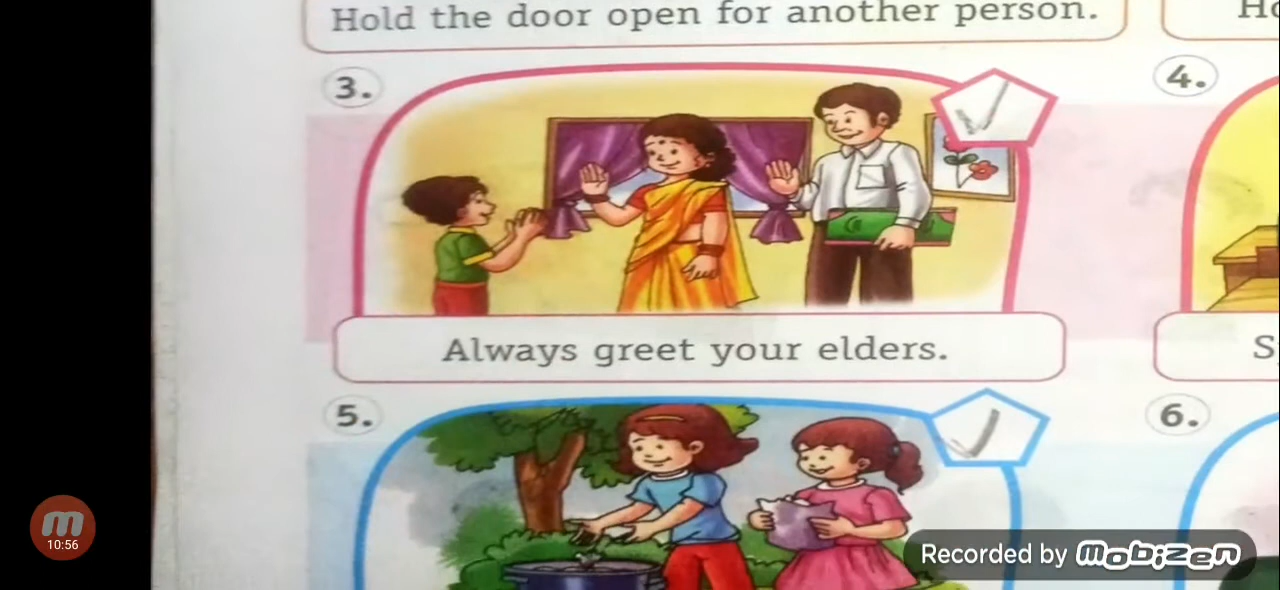 Hold the door open for another person.
3.
4.
Always greet your elders.
5.
6.
10:56
Recorded by Mobizen